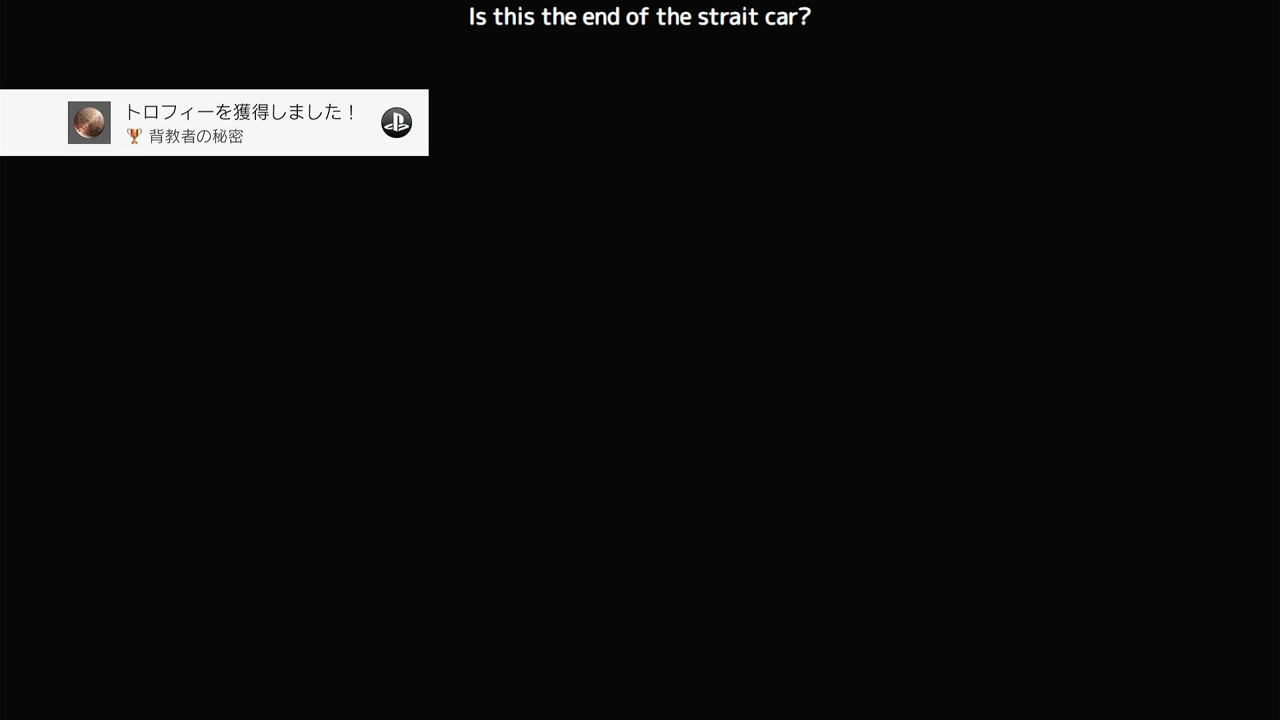 Is this the end of the strait car?
トロフィーを獲得しました！
背教者の秘密